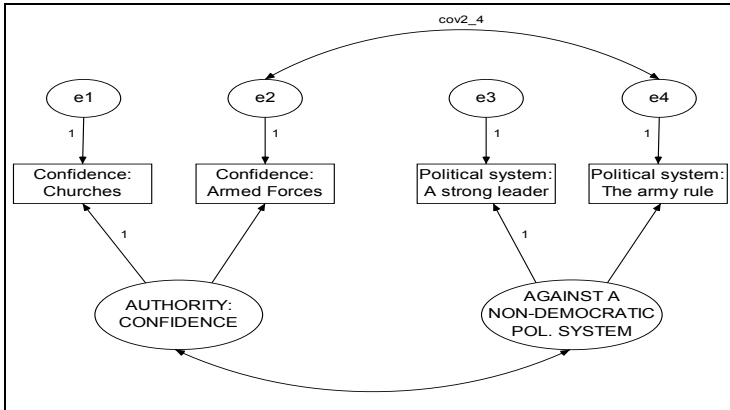 cov2_4
e1
e2
e3
e4
1
1
1
1
Confidence:
Churches
Confidence:
Armed Forces
Political system:
A strong leader
Political system:
The army rule
1
1
AUTHORITY:
CONFIDENCE
AGAINST A
NON-DEMOCRATIC
POL. SYSTEM